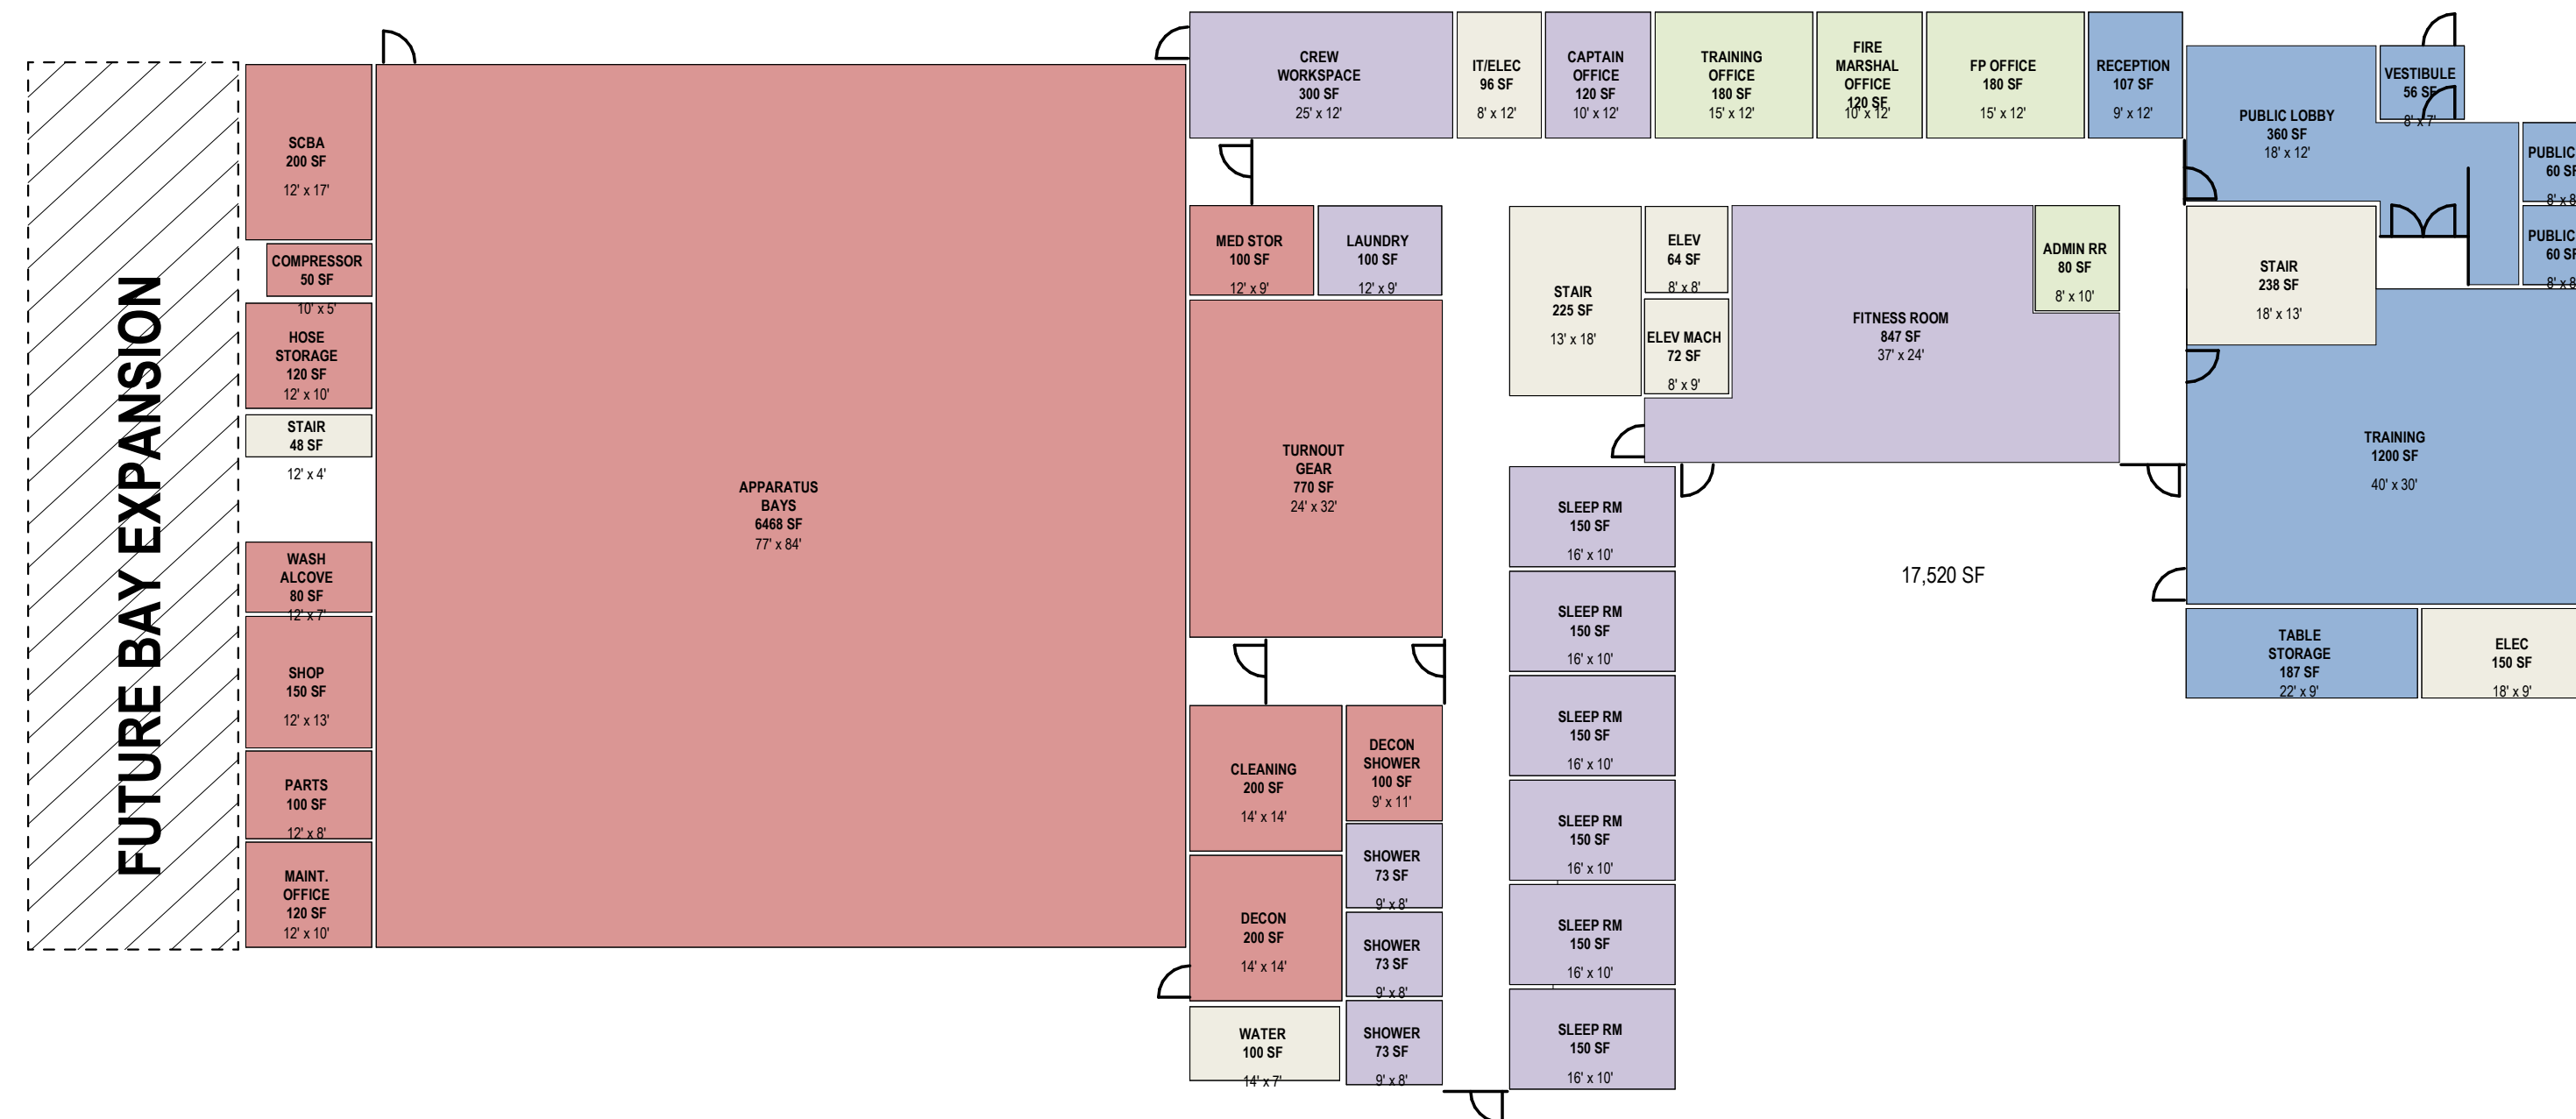 FUTURE BAY EXPANSION
SCBA
200 SF
12' x 17'
COMPRESSOR
50 SF
10' x 5'
HOSE
STORAGE
120 SF
12' x 10'
STAIR
48 SF
12' x 4'
WASH
ALCOVE
80 SF
12' x 7'
SHOP
150 SF
12' x 13'
PARTS
100 SF
12' x 8'
MAINT.
OFFICE
120 SF
12' x 10'
APPARATUS
BAYS
6468 SF
77' x 84'
CREW
WORKSPACE
300 SF
25' x 12'
IT/ELEC
96 SF
8' x 12'
CAPTAIN
OFFICE
120 SF
10' x 12'
TRAINING
OFFICE
180 SF
15' x 12'
FIRE
MARSHAL
OFFICE
120 SF
10' x 12'
FP OFFICE
180 SF
15' x 12'
RECEPTION
107 SF
9' x 12'
PUBLIC LOBBY
360 SF
18' x 12'
VESTIBULE
56 SF
8' x 7'
PUBLIC
60 SF
8' x 8
PUBLIC
60 SF
8' x 8
MED STOR
100 SF
12' x 9'
LAUNDRY
100 SF
12' x 9'
TURNOUT
GEAR
770 SF
24' x 32'
STAIR
225 SF
13' x 18'
ELEV
64 SF
8' x 8'
ELEV MACH
72 SF
8' x 9'
FITNESS ROOM
847 SF
37' x 24'
ADMIN RR
80 SF
8' x 10'
STAIR
238 SF
18' x 13'
TRAINING
1200 SF
40' x 30'
17,520 SF
TABLE
STORAGE
187 SF
22' x 9'
ELEC
150 SF
18' x 9'
CLEANING
200 SF
14' x 14'
DECON
SHOWER
100 SF
9' x 11'
SHOWER
73 SF
9' x 8'
DECON
200 SF
14' x 14'
SHOWER
73 SF
9' x 8'
WATER
100 SF
14' x 7'
SHOWER
73 SF
9' x 8'
SLEEP RM
150 SF
16' x 10'
SLEEP RM
150 SF
16' x 10'
SLEEP RM
150 SF
16' x 10'
SLEEP RM
150 SF
16' x 10'
SLEEP RM
150 SF
16' x 10'
SLEEP RM
150 SF
16' x 10'